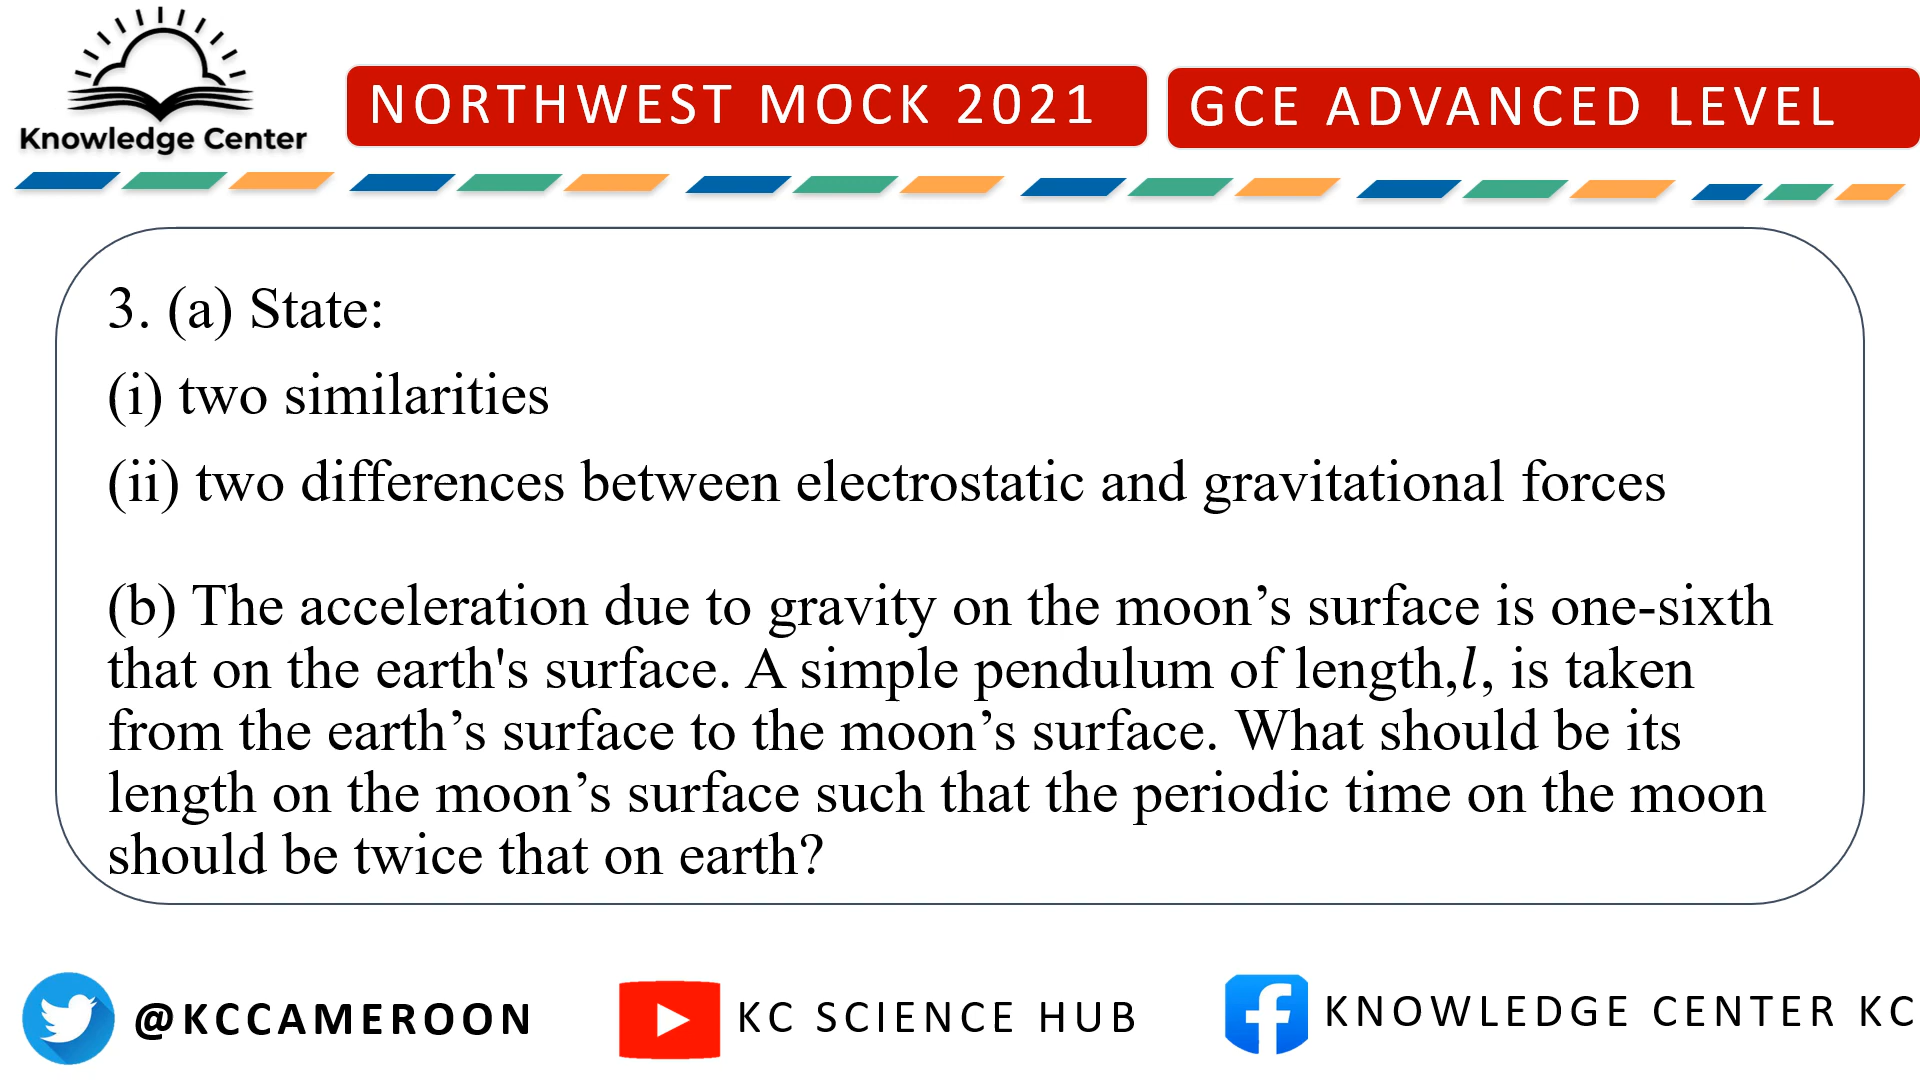 Knowledge Center
NORTHWEST MOCK 2021
GCE ADVANCED LEVEL
3. (a) State:
(i) two similarities
(ii) two differences between electrostatic and gravitational forces
(b) The acceleration due to gravity on the moon’s surface is one-sixth
that on the earth's surface. A simple pendulum of length,l, is taken
from the earth’s surface to the moon’s surface. What should be its
length on the moon’s surface such that the periodic time on the moon
should be twice that on earth?
@KCCAMEROON
KC SCIENCE HUB
KNOWLEDGE CENTER KC